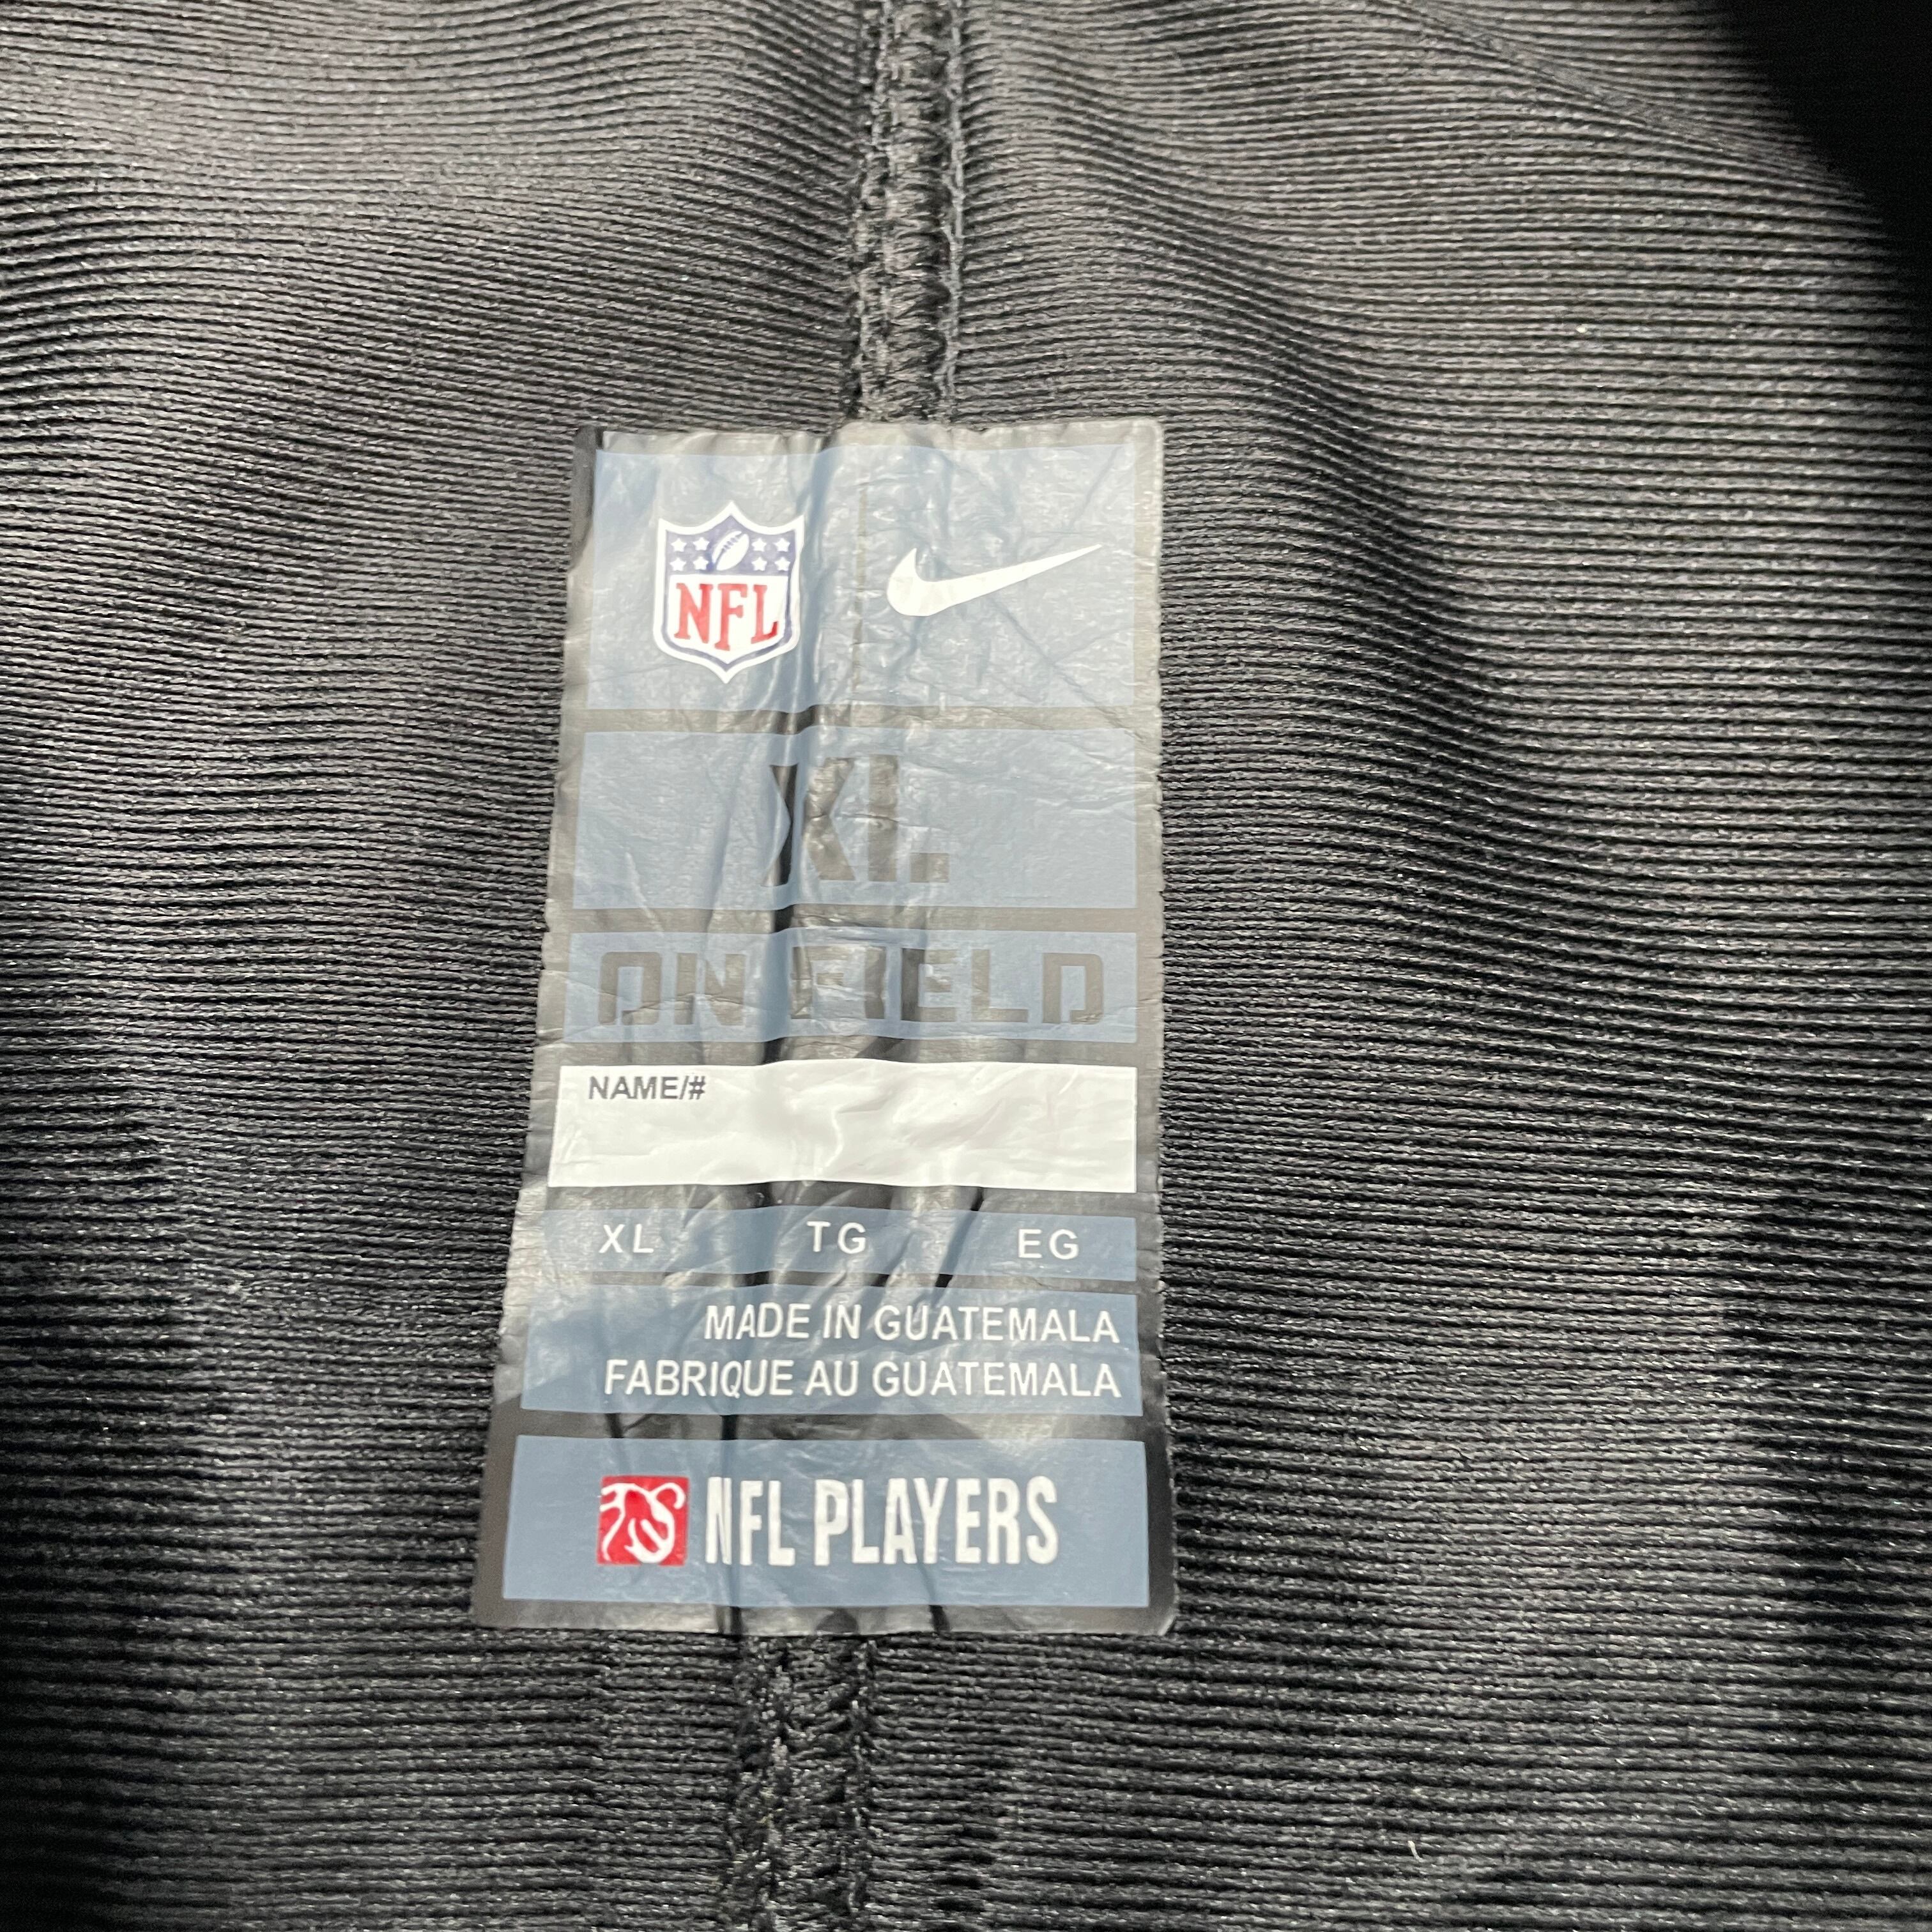 NFL
XL
ON FIELD
NAME/#
XL TG EG
MADE IN GUATEMALA
FABRIQUE AU GUATEMALA
NFL PLAYERS